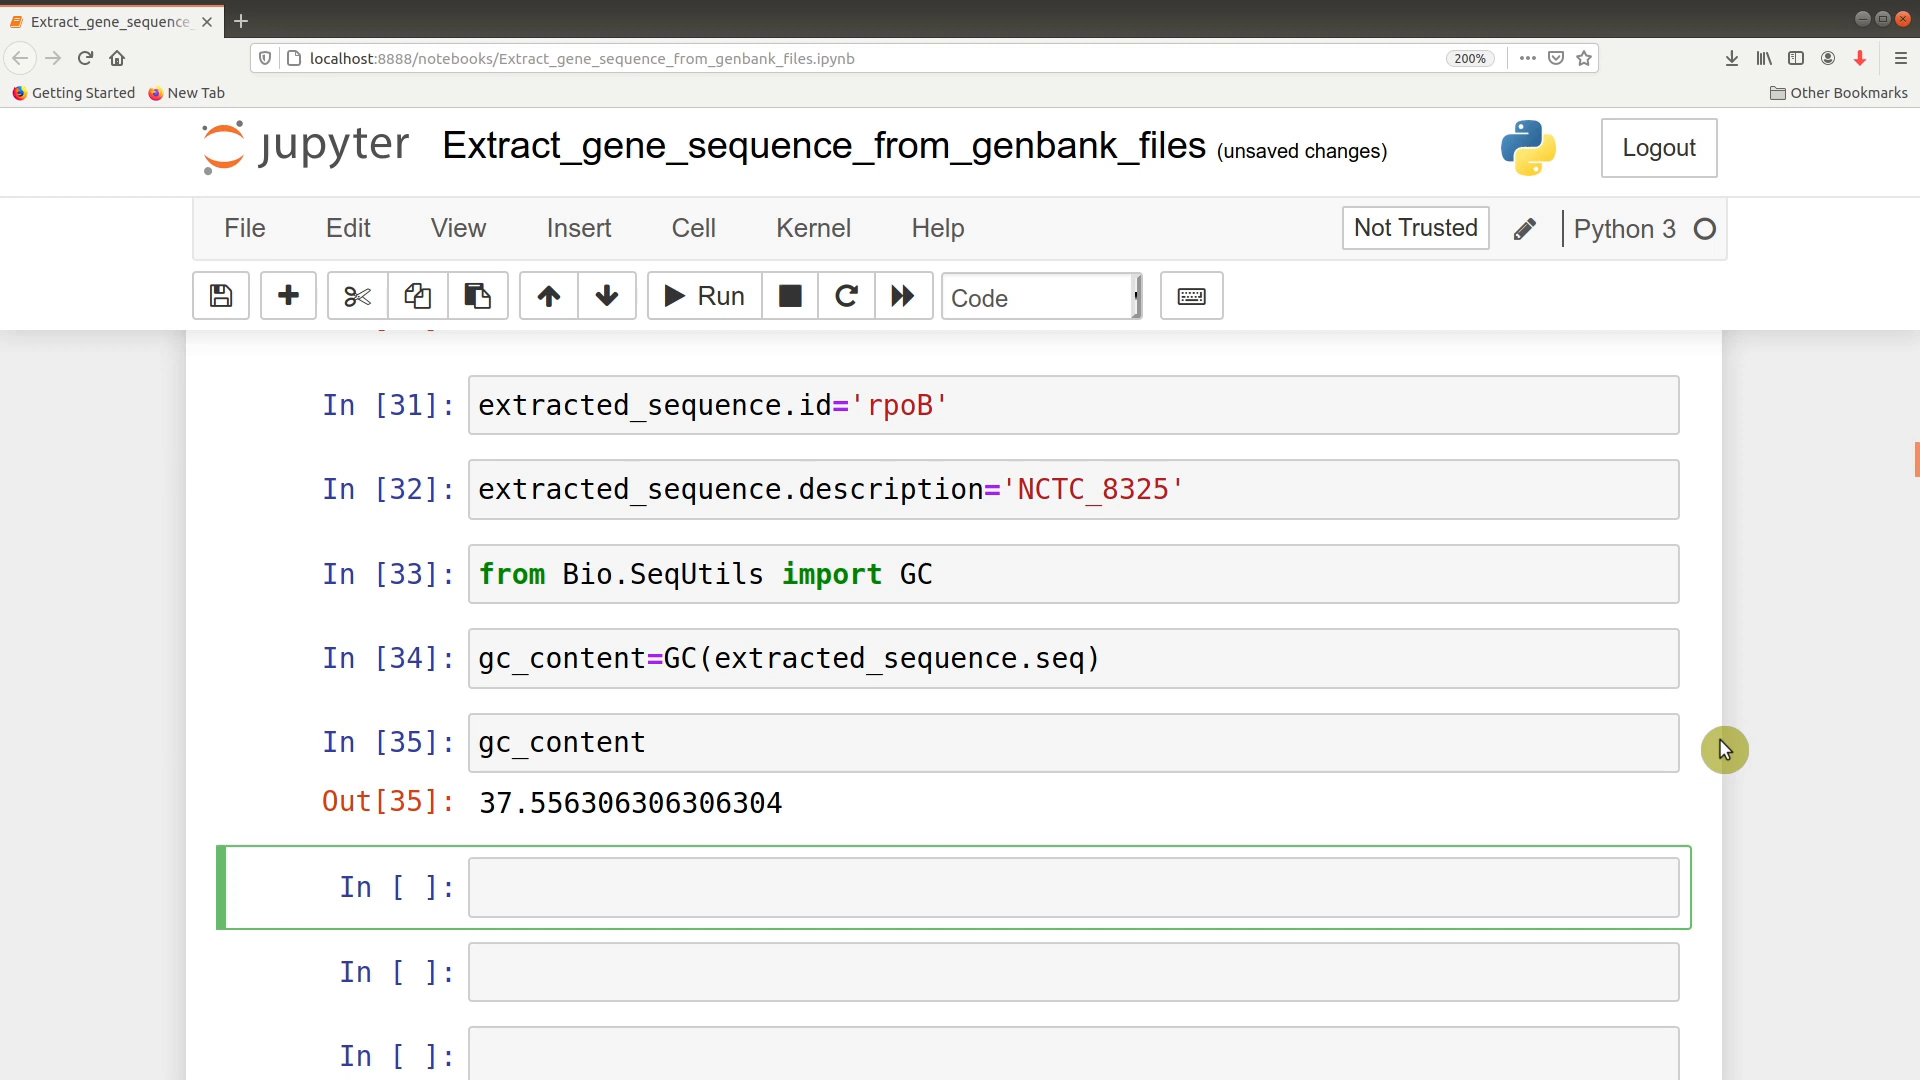 Extract_gene_sequence_
localhost:8888/notebooks/Extract_gene_sequence_from_genbank_files.ipynb
200%
Getting Started
New Tab
Other Bookmarks
jupyter
Extract_gene_sequence_from_genbank_files (unsaved changes)
Logout
File
Edit
View
Insert
Cell
Kernel
Help
Not Trusted
Python 3
Run
Code
In [31]: extracted_sequence.id='rpoB'
In [32]: extracted_sequence.description='NCTC_8325'
In [33]: from Bio.SeqUtils import GC
In [34]: gc_content=GC(extracted_sequence.seq)
In [35]: gc_content
Out[35]: 37.556306306306304
In [ ]:
In [ ]:
In [ ]: